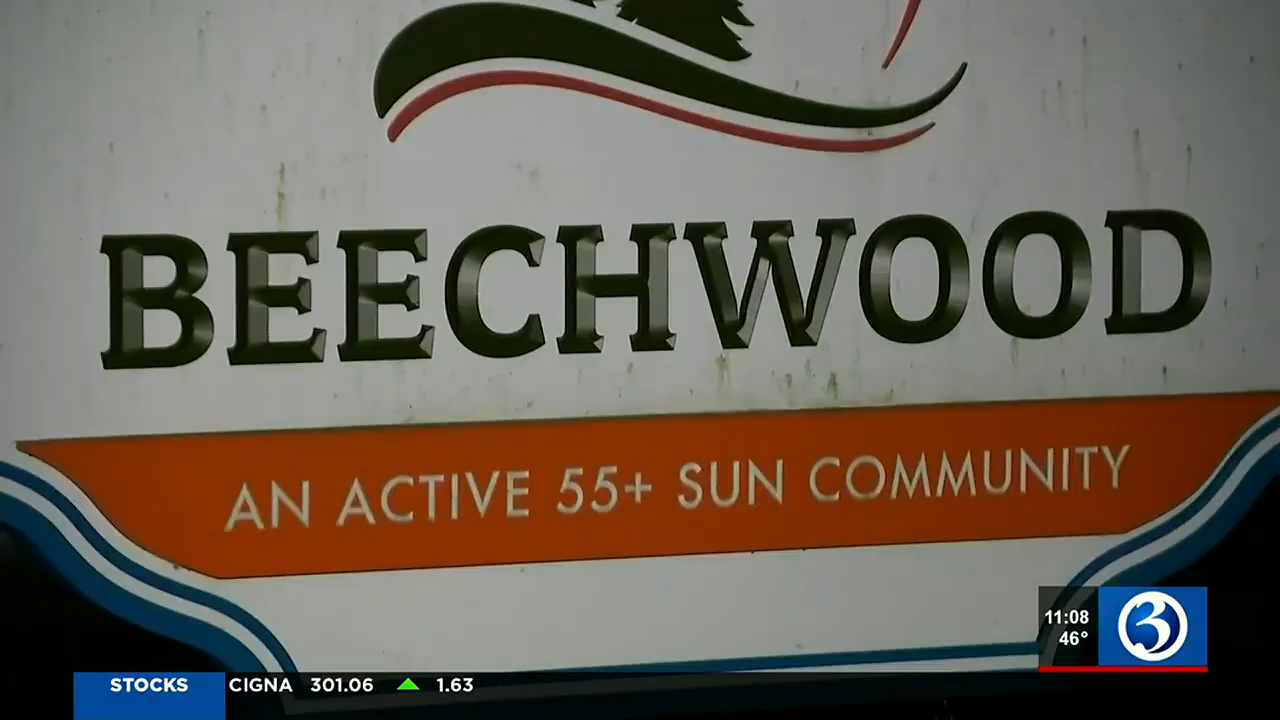 BEECHWOOD
AN ACTIVE 55+ SUN COMMUNITY
11:08
46°
3
STOCKS CIGNA 301.06 1.63